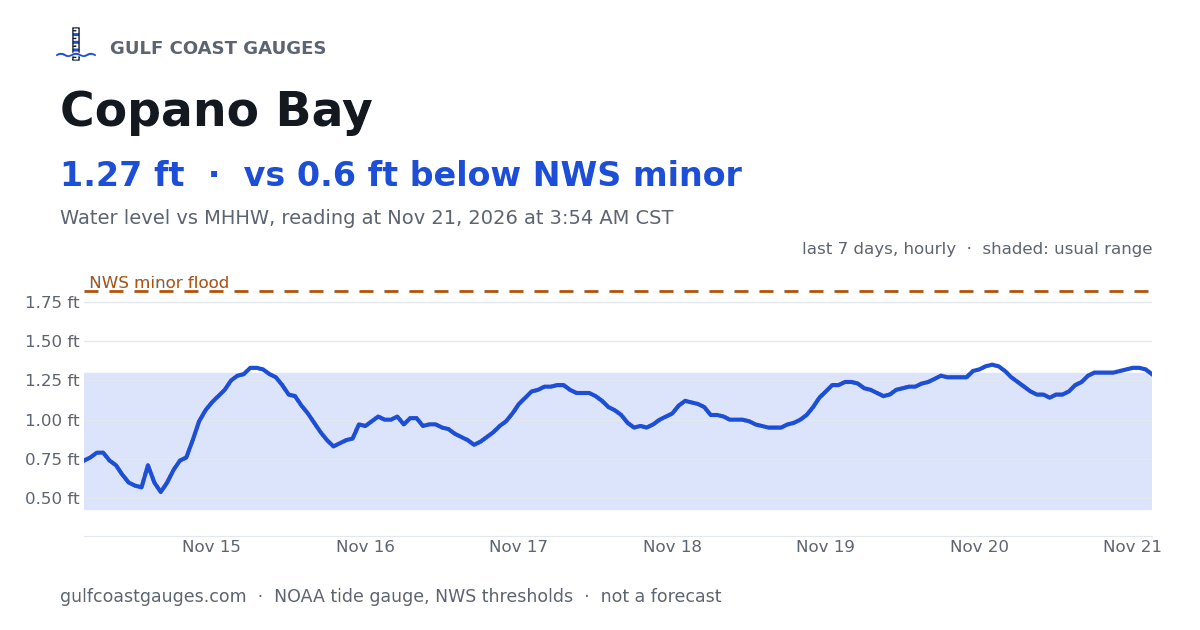 GULF COAST GAUGES
Copano Bay
1.27 ft · vs 0.6 ft below NWS minor
Water level vs MHHW, reading at Nov 21, 2026 at 3:54 AM CST
last 7 days, hourly · shaded: usual range
NWS minor flood
1.75 ft
1.50 ft
1.25 ft
1.00 ft
0.75 ft
0.50 ft
Nov 15 Nov 16 Nov 17 Nov 18 Nov 19 Nov 20 Nov 21
gulfcoastgauges.com · NOAA tide gauge, NWS thresholds · not a forecast